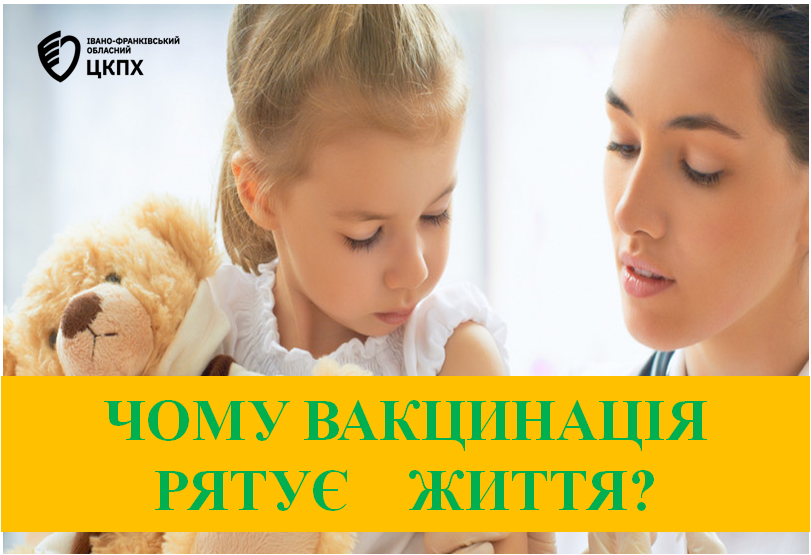 ІВАНО-ФРАНКІВСЬКИЙ
ОБЛАСНИЙ
ЦКПХ
ЧОМУ ВАКЦИНАЦІЯ
РЯТУЄ ЖИТТЯ?